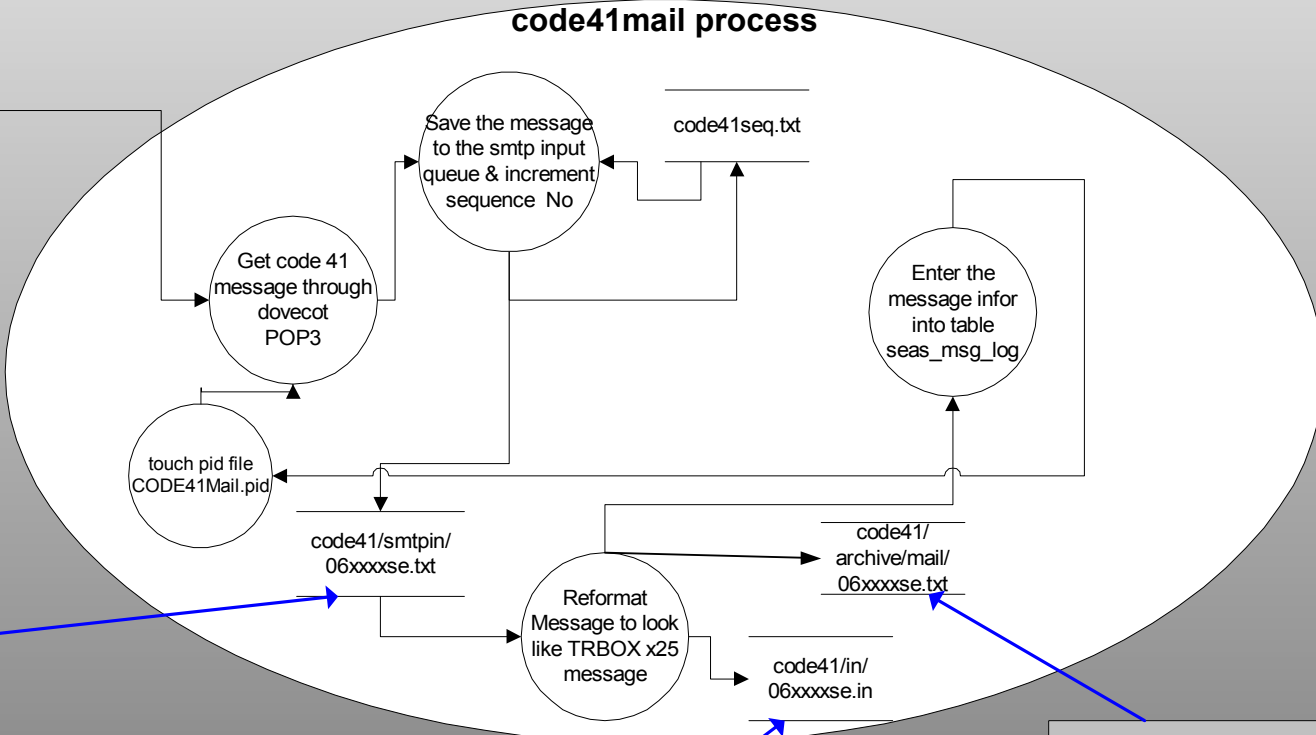 code41mail process
Save the message
to the smtp input
queue & increment
sequence  No
code41seq.txt
Get code 41
message through
dovecot
POP3
Enter the
message infor
into table
seas_msg_log
touch pid file
CODE41Mail.pid
code41/smtpin/
06xxxxse.txt
Reformat
Message to look
like TRBOX x25
message
code41/
archive/mail/
06xxxxse.txt
code41/in/
06xxxxse.in